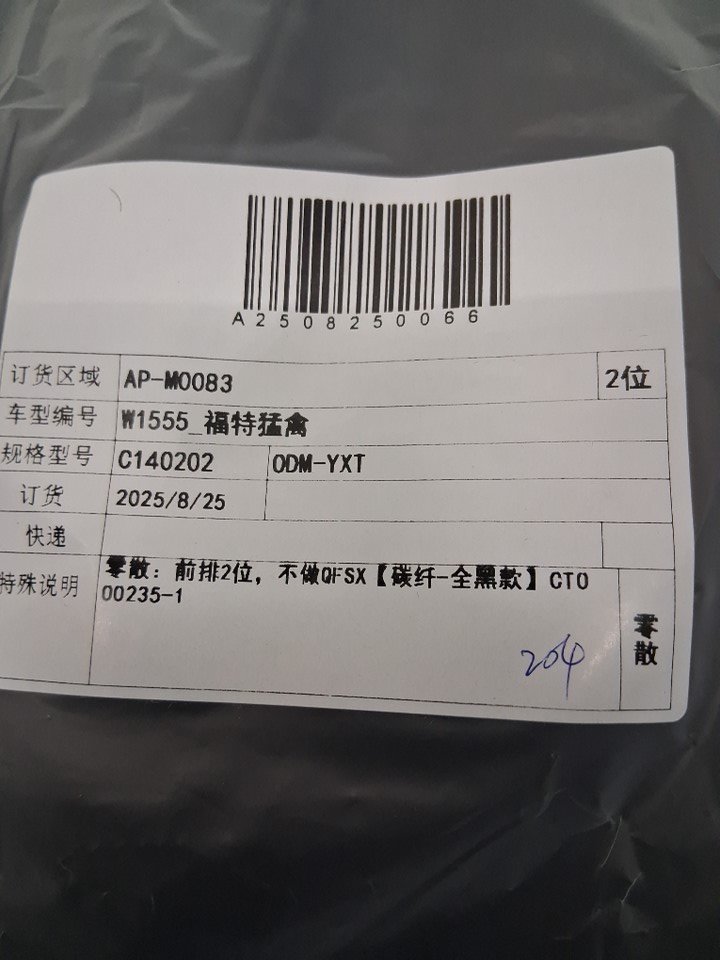 A2508250066
订货区域 AP-M0083 2位
车型编号 W1555_福特猛禽
规格型号 C140202 ODM-YXT
订货 2025/8/25
快递
特殊说明 零散：前排2位，不做QFSX【碳纤-全黑款】CTO
00235-1
零散
204